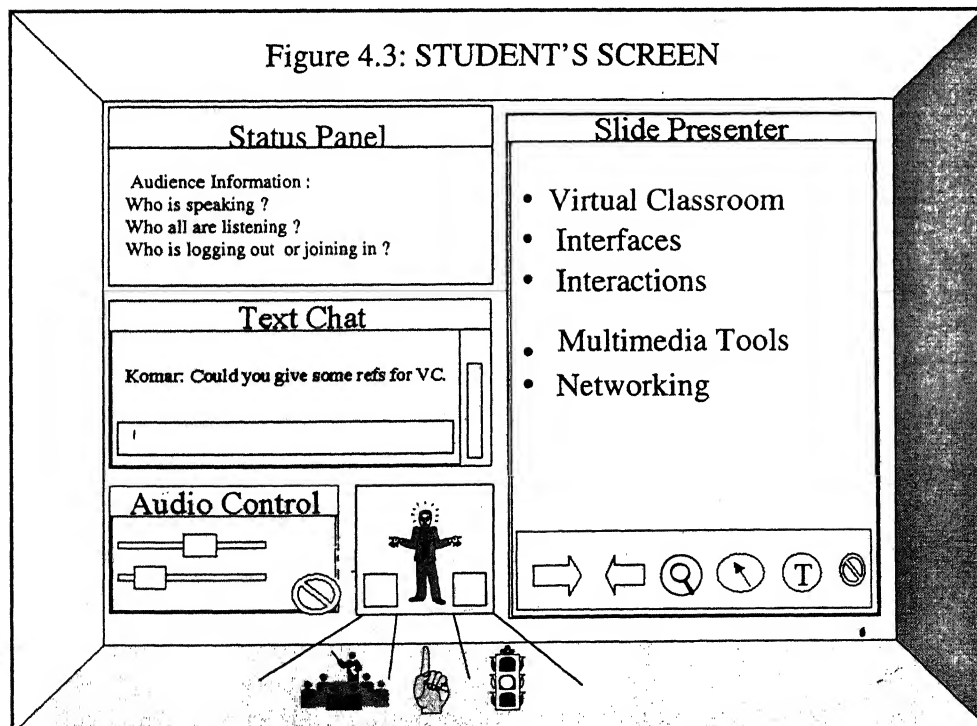 Figure 4.3: STUDENT'S SCREEN
Status Panel
Audience Information :
Who is speaking ?
Who all are listening ?
Who is logging out or joining in ?
Text Chat
Komar: Could you give some refs for VC.
Audio Control
Slide Presenter
• Virtual Classroom
• Interfaces
• Interactions
• Multimedia Tools
• Networking
T